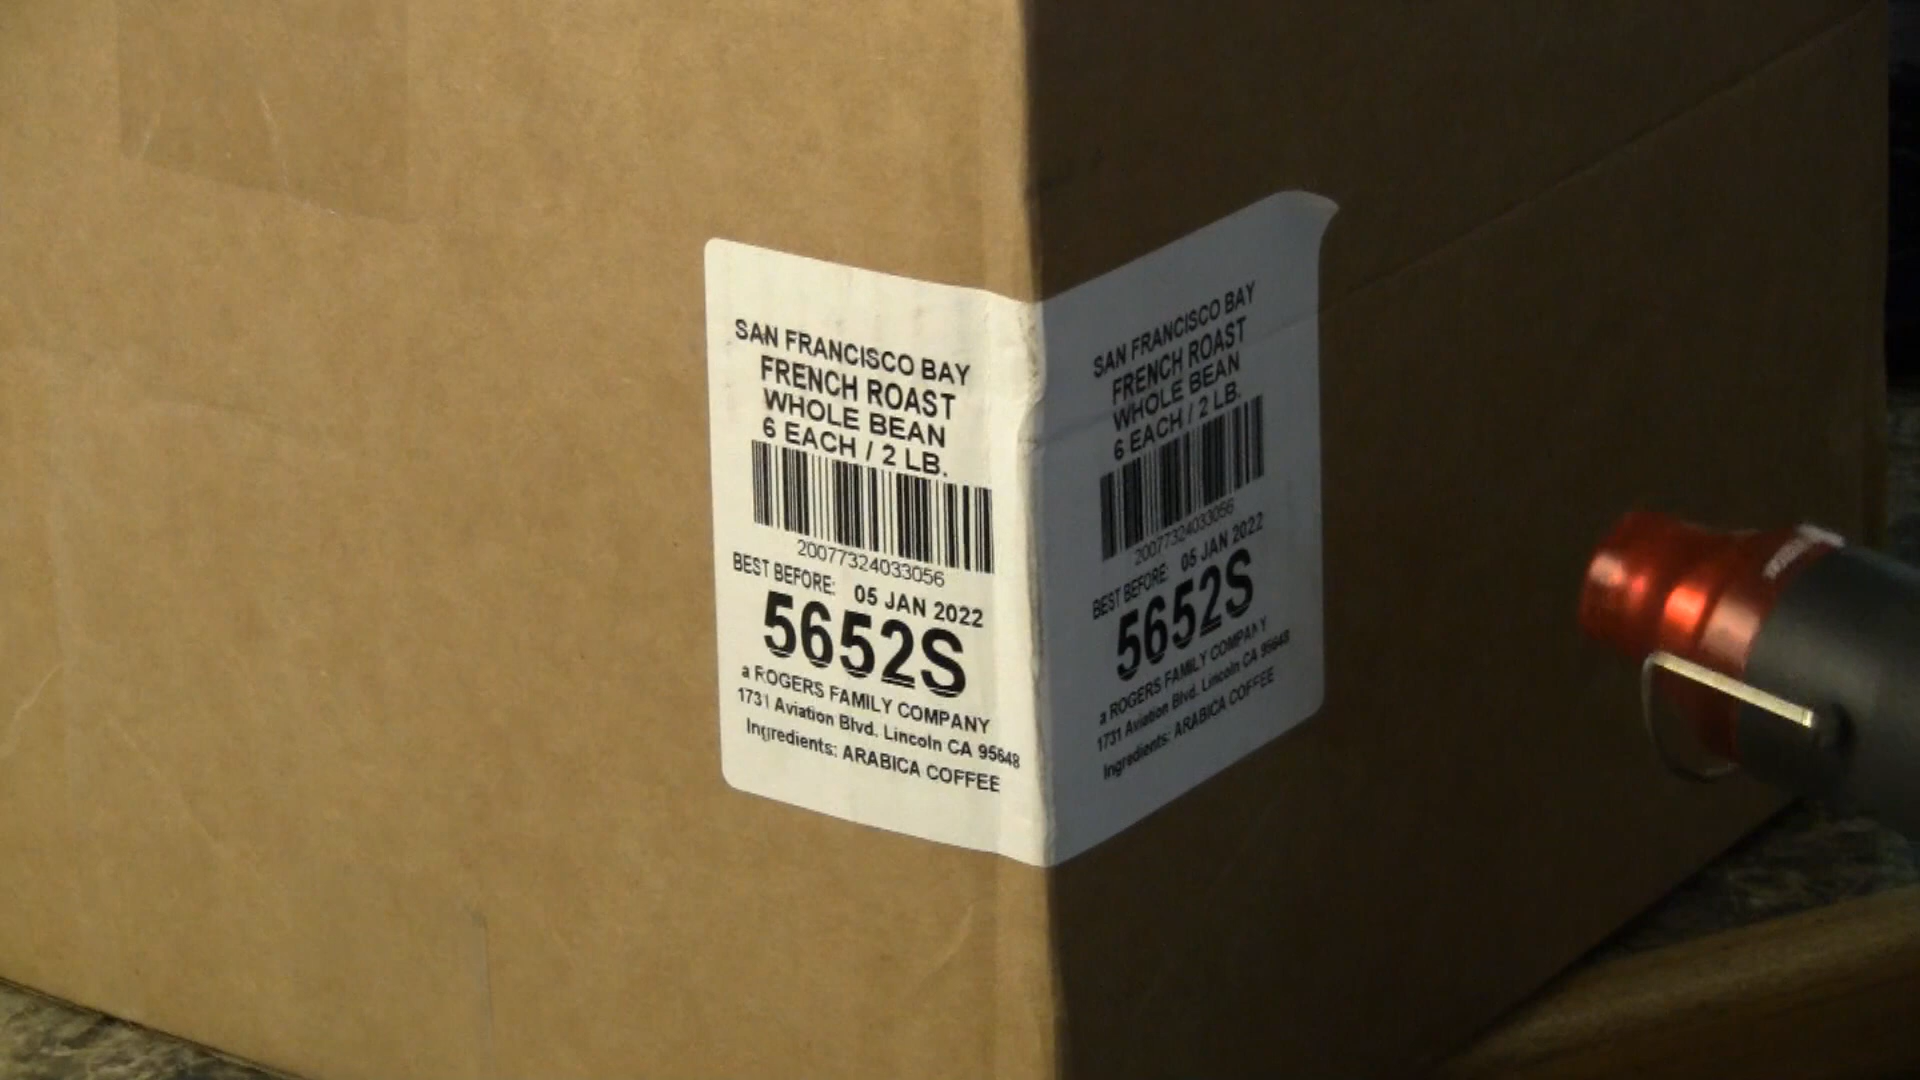 SAN FRANCISCO BAY
FRENCH ROAST
WHOLE BEAN
6 EACH / 2 LB.
20077324033056
BEST BEFORE: 05 JAN 2022
5652S
a ROGERS FAMILY COMPANY
1731 Aviation Blvd. Lincoln CA 95648
Ingredients: ARABICA COFFEE
SAN FRANCISCO BAY
FRENCH ROAST
WHOLE BEAN
6 EACH / 2 LB.
20077324033056
BEST BEFORE: 05 JAN 2022
5652S
a ROGERS FAMILY COMPANY
1731 Aviation Blvd. Lincoln CA 95648
Ingredients: ARABICA COFFEE